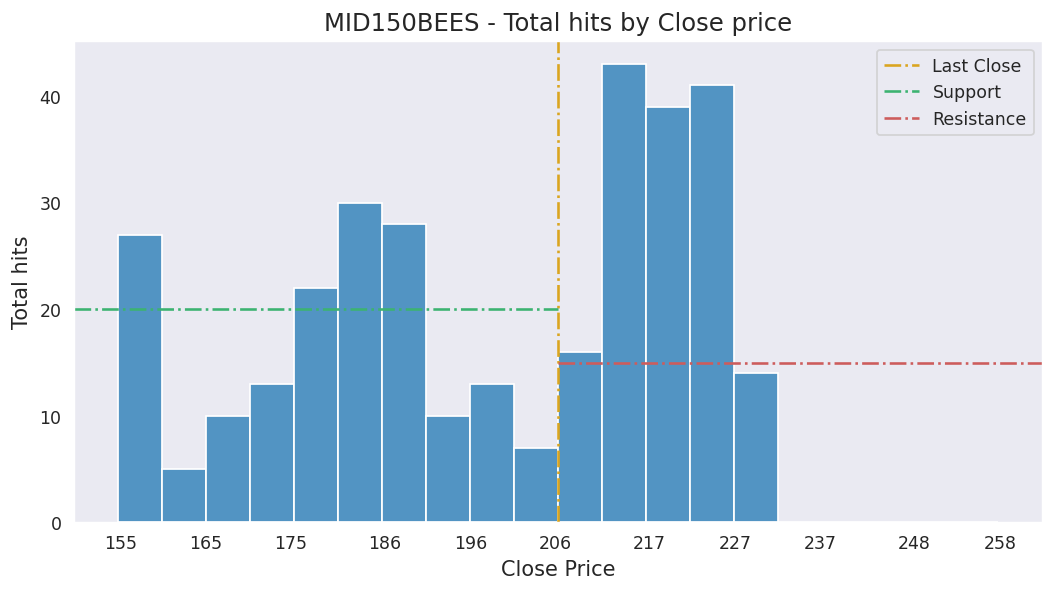 MID150BEES - Total hits by Close price
Last Close
Support
Resistance
Total hits
40
30
20
10
0
155 165 175 186 196 206 217 227 237 248 258
Close Price